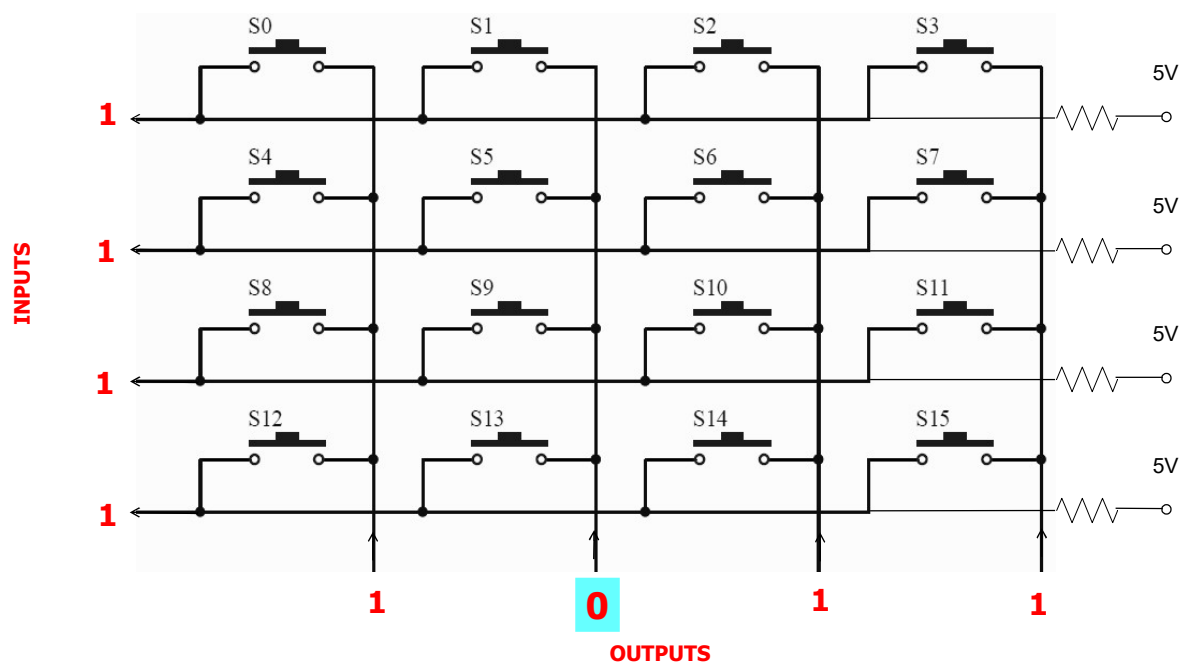 S0 S1 S2 S3
5V
1
S4 S5 S6 S7
5V
1
INPUTS
S8 S9 S10 S11
5V
1
S12 S13 S14 S15
5V
1
1 0 1 1
OUTPUTS